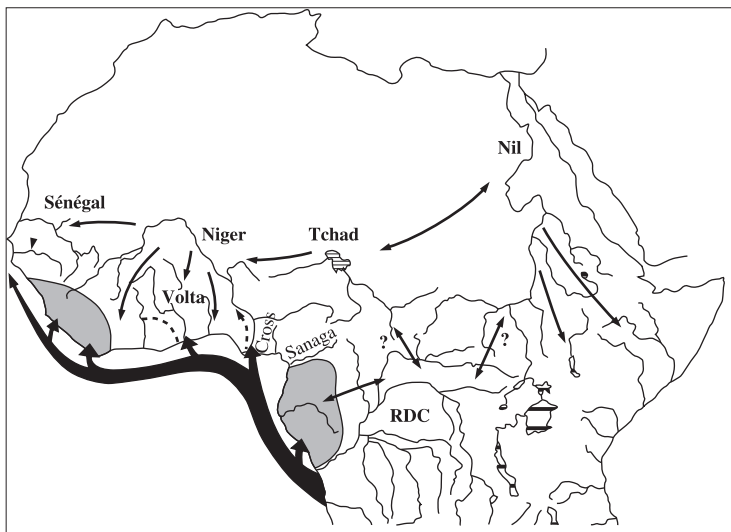 Nil
Sénégal
Niger
Tchad
Volta
Cross
Sanaga
?
?
RDC